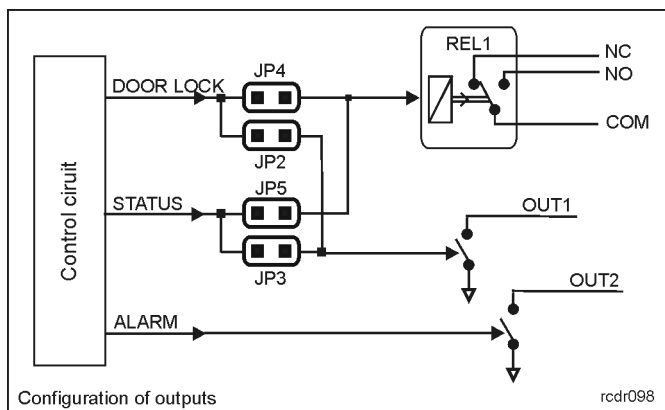 REL1
NC
NO
COM
JP4
DOOR LOCK
JP2
JP5
STATUS
JP3
OUT1
OUT2
ALARM
Control ciruit
Configuration of outputs
rcdr098